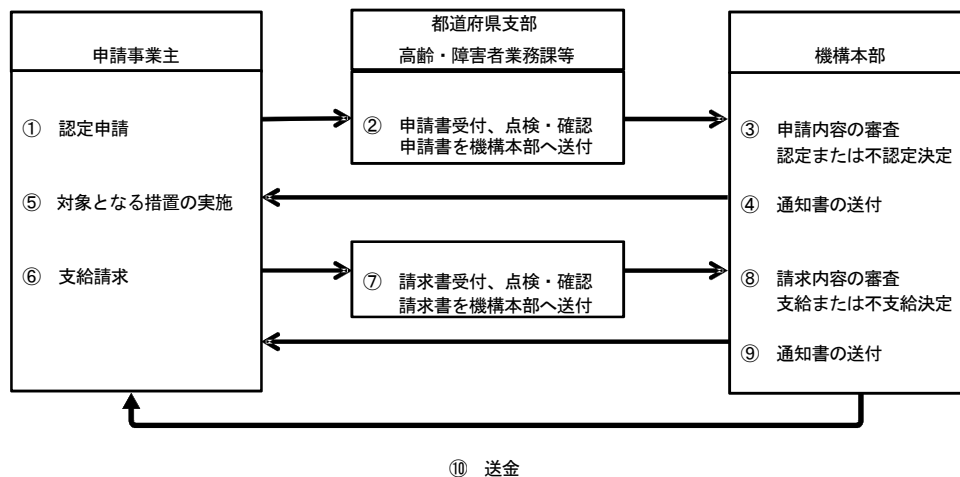 申請事業主
① 認定申請
⑤ 対象となる措置の実施
⑥ 支給請求
都道府県支部
高齢・障害者業務課等
② 申請書受付、点検・確認
申請書を機構本部へ送付
⑦ 請求書受付、点検・確認
請求書を機構本部へ送付
機構本部
③ 申請内容の審査
認定または不認定決定
④ 通知書の送付
⑧ 請求内容の審査
支給または不支給決定
⑨ 通知書の送付
⑩ 送金